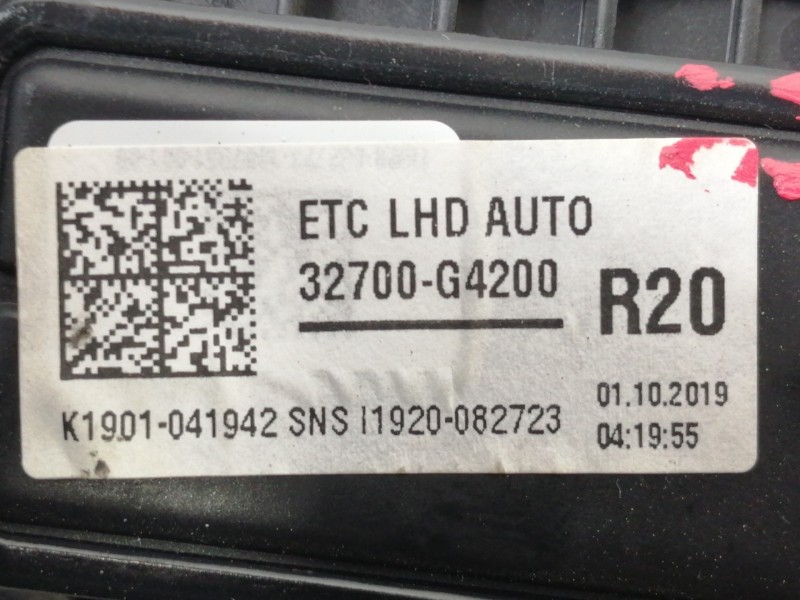 ETC LHD AUTO
32700-G4200
R20
K1901-041942 SNS I1920-082723
01.10.2019
04:19:55